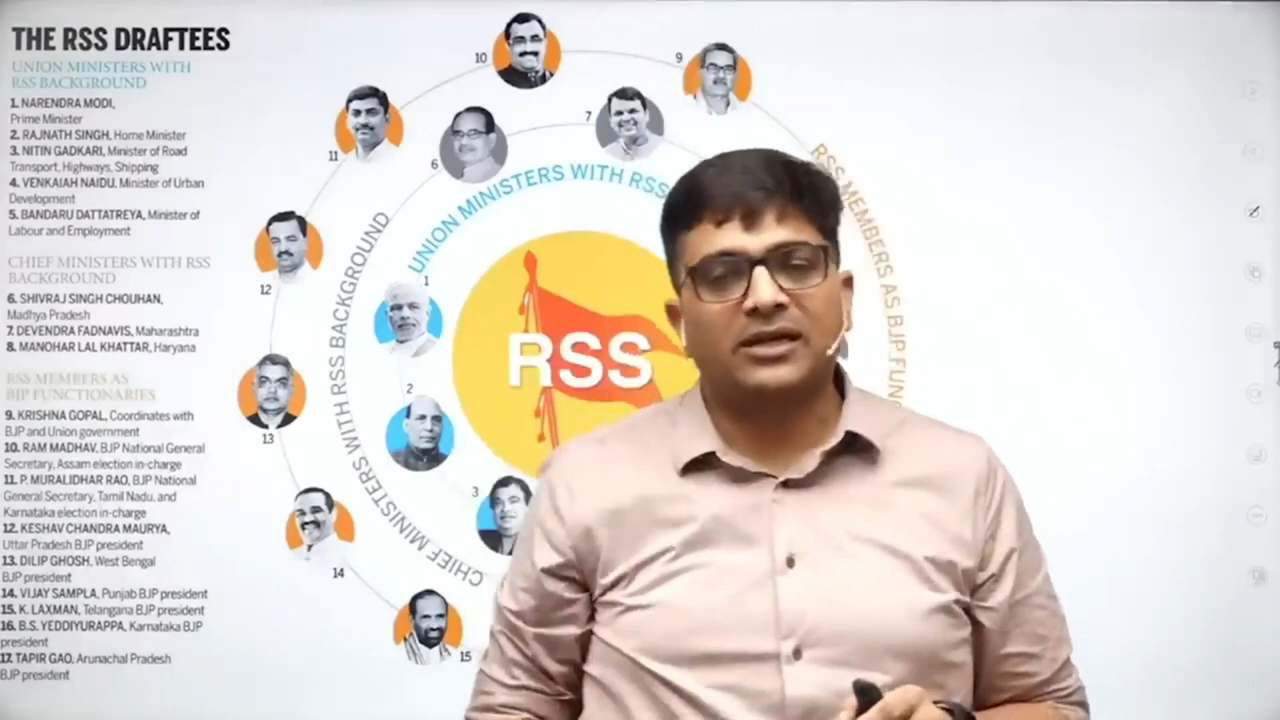 THE RSS DRAFTEES
UNION MINISTERS WITH
RSS BACKGROUND
1. NARENDRA MODI,
Prime Minister
2. RAJNATH SINGH, Home Minister
3. NITIN GADKARI, Minister of Road
Transport, Highways, Shipping
4. VENKAIAH NAIDU, Minister of Urban
Development
5. BANDARU DATTATREYA, Minister of
Labour and Employment
CHIEF MINISTERS WITH RSS
BACKGROUND
6. SHIVRAJ SINGH CHOUHAN,
Madhya Pradesh
7. DEVENDRA FADNAVIS, Maharashtra
8. MANOHAR LAL KHATTAR, Haryana
RSS MEMBERS AS
BJP FUNCTIONARIES
9. KRISHNA GOPAL, Coordinates with
BJP and Union government
10. RAM MADHAV, BJP National General
Secretary, Assam election in-charge
11. P. MURALIDHAR RAO, BJP National
General Secretary, Tamil Nadu, and
Karnataka election in-charge
12. KESHAV CHANDRA MAURYA,
Uttar Pradesh BJP president
13. DILIP GHOSH, West Bengal
BJP president
14. VIJAY SAMPLA, Punjab BJP president
15. K. LAXMAN, Telangana BJP president
16. B.S. YEDDIYURAPPA, Karnataka BJP
president
17. TAPIR GAO, Arunachal Pradesh
BJP president
10
9
7
11
6
UNION MINISTERS WITH RSS
RSS MEMBERS AS BJP FUN
CHIEF MINISTERS WITH RSS BACKGROUND
12
1
RSS
2
13
3
14
15